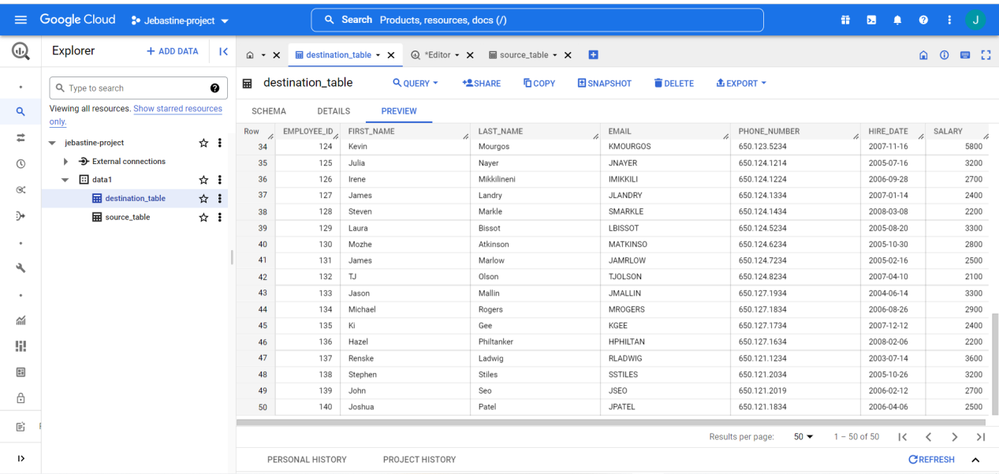 Google Cloud Jebastine-project Search Products, resources, docs (/) J
Explorer + ADD DATA
destination_table *Editor source_table
Type to search
Viewing all resources. Show starred resources
only.
jebastine-project
External connections
data1
destination_table
source_table
destination_table QUERY SHARE COPY SNAPSHOT DELETE EXPORT
SCHEMA DETAILS PREVIEW
Row EMPLOYEE_ID FIRST_NAME LAST_NAME EMAIL PHONE_NUMBER HIRE_DATE SALARY
34 124 Kevin Mourgos KMOURGOS 650.123.5234 2007-11-16 5800
35 125 Julia Nayer JNAYER 650.124.1214 2005-07-16 3200
36 126 Irene Mikkilineni IMIKKILI 650.124.1224 2006-09-28 2700
37 127 James Landry JLANDRY 650.124.1334 2007-01-14 2400
38 128 Steven Markle SMARKLE 650.124.1434 2008-03-08 2200
39 129 Laura Bissot LBISSOT 650.124.5234 2005-08-20 3300
40 130 Mozhe Atkinson MATKINSO 650.124.6234 2005-10-30 2800
41 131 James Marlow JAMRLOW 650.124.7234 2005-02-16 2500
42 132 TJ Olson TJOLSON 650.124.8234 2007-04-10 2100
43 133 Jason Mallin JMALLIN 650.127.1934 2004-06-14 3300
44 134 Michael Rogers MROGERS 650.127.1834 2006-08-26 2900
45 135 Ki Gee KGEE 650.127.1734 2007-12-12 2400
46 136 Hazel Philtanker HPHILTAN 650.127.1634 2008-02-06 2200
47 137 Renske Ladwig RLADWIG 650.121.1234 2003-07-14 3600
48 138 Stephen Stiles SSTILES 650.121.2034 2005-10-26 3200
49 139 John Seo JSEO 650.121.2019 2006-02-12 2700
50 140 Joshua Patel JPATEL 650.121.1834 2006-04-06 2500
Results per page: 50 1 – 50 of 50
PERSONAL HISTORY PROJECT HISTORY REFRESH